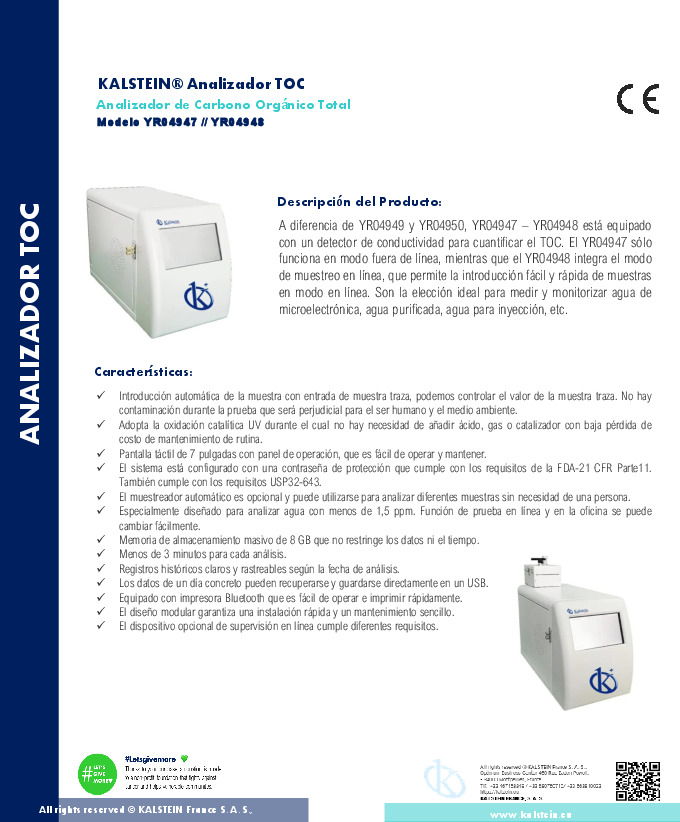 KALSTEIN® Analizador TOC
Analizador de Carbono Orgánico Total
Modelo YR04947 // YR04948
CE
ANALIZADOR TOC
Kalstein
Descripción del Producto:
A diferencia de YR04949 y YR04950, YR04947 – YR04948 está equipado
con un detector de conductividad para cuantificar el TOC. El YR04947 sólo
funciona en modo fuera de línea, mientras que el YR04948 integra el modo
de muestreo en línea, que permite la introducción fácil y rápida de muestras
en modo en línea. Son la elección ideal para medir y monitorizar agua de
microelectrónica, agua purificada, agua para inyección, etc.
Características:
✓ Introducción automática de la muestra con entrada de muestra traza, podemos controlar el valor de la muestra traza. No hay
contaminación durante la prueba que será perjudicial para el ser humano y el medio ambiente.
✓ Adopta la oxidación catalítica UV durante el cual no hay necesidad de añadir ácido, gas o catalizador con baja pérdida de
costo de mantenimiento de rutina.
✓ Pantalla táctil de 7 pulgadas con panel de operación, que es fácil de operar y mantener.
✓ El sistema está configurado con una contraseña de protección que cumple con los requisitos de la FDA-21 CFR Parte11.
También cumple con los requisitos USP32-643.
✓ El muestreador automático es opcional y puede utilizarse para analizar diferentes muestras sin necesidad de una persona.
✓ Especialmente diseñado para analizar agua con menos de 1,5 ppm. Función de prueba en línea y en la oficina se puede
cambiar fácilmente.
✓ Memoria de almacenamiento masivo de 8 GB que no restringe los datos ni el tiempo.
✓ Menos de 3 minutos para cada análisis.
✓ Registros históricos claros y rastreables según la fecha de análisis.
✓ Los datos de un día concreto pueden recuperarse y guardarse directamente en un USB.
✓ Equipado con impresora Bluetooth que es fácil de operar e imprimir rápidamente.
✓ El diseño modular garantiza una instalación rápida y un mantenimiento sencillo.
✓ El dispositivo opcional de supervisión en línea cumple diferentes requisitos.
Kalstein
#Letsgivemore
# LET'S
GIVE
MORE
All rights reserved © KALSTEIN France S. A. S.,
KALSTEIN FRANCE, S. A. S
All rights reserved © KALSTEIN France S. A. S.,
www.kalstein.eu